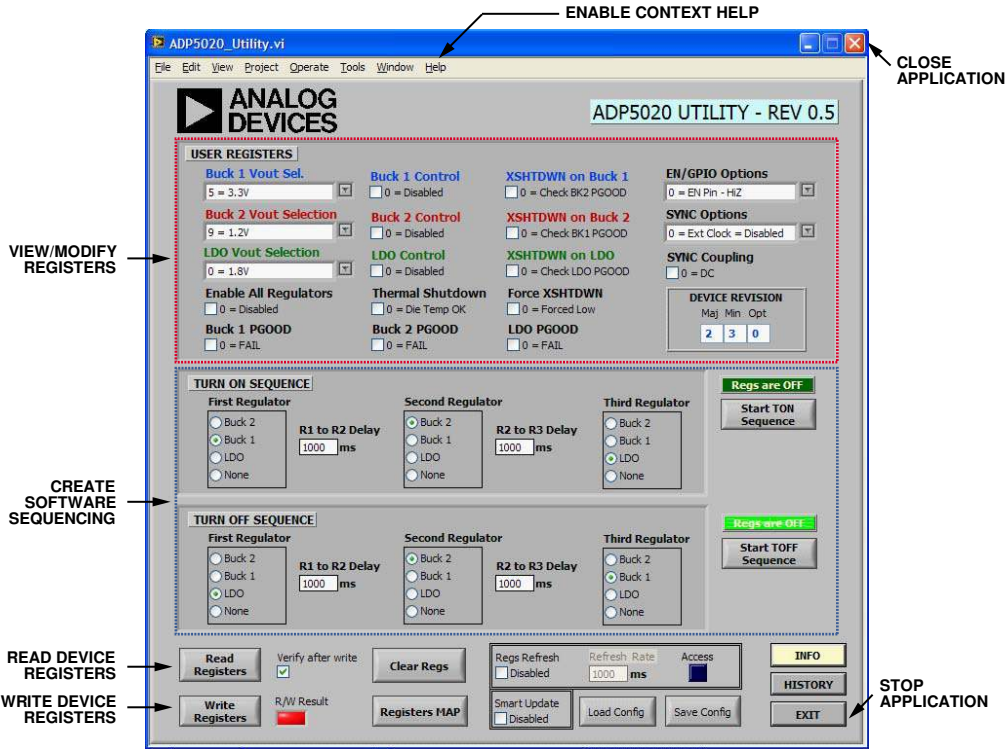 ENABLE CONTEXT HELP
ADP5020_Utility.vi
CLOSE
APPLICATION
File Edit View Project Operate Tools Window Help
ANALOG
DEVICES
ADP5020 UTILITY - REV 0.5
VIEW/MODIFY
REGISTERS
USER REGISTERS
Buck 1 Vout Sel.
5 = 3.3V
Buck 1 Control
0 = Disabled
XSHTDWN on Buck 1
0 = Check BK2 PGOOD
EN/GPIO Options
0 = EN Pin - HiZ
Buck 2 Vout Selection
9 = 1.2V
Buck 2 Control
0 = Disabled
XSHTDWN on Buck 2
0 = Check BK1 PGOOD
SYNC Options
0 = Ext Clock = Disabled
LDO Vout Selection
0 = 1.8V
LDO Control
0 = Disabled
XSHTDWN on LDO
0 = Check LDO PGOOD
SYNC Coupling
0 = DC
Enable All Regulators
0 = Disabled
Thermal Shutdown
0 = Die Temp OK
Force XSHTDWN
0 = Forced Low
DEVICE REVISION
Maj Min Opt
2 3 0
Buck 1 PGOOD
0 = FAIL
Buck 2 PGOOD
0 = FAIL
LDO PGOOD
0 = FAIL
CREATE
SOFTWARE
SEQUENCING
TURN ON SEQUENCE
First Regulator
Buck 2
Buck 1
LDO
None
R1 to R2 Delay
1000 ms
Second Regulator
Buck 2
Buck 1
LDO
None
R2 to R3 Delay
1000 ms
Third Regulator
Buck 2
Buck 1
LDO
None
Regs are OFF
Start TON
Sequence
TURN OFF SEQUENCE
First Regulator
Buck 2
Buck 1
LDO
None
R1 to R2 Delay
1000 ms
Second Regulator
Buck 2
Buck 1
LDO
None
R2 to R3 Delay
1000 ms
Third Regulator
Buck 2
Buck 1
LDO
None
Regs are OFF
Start TOFF
Sequence
READ DEVICE
REGISTERS
Read
Registers
Verify after write
Clear Regs
Regs Refresh
Disabled
Refresh Rate
1000 ms
Access
INFO
HISTORY
WRITE DEVICE
REGISTERS
Write
Registers
R/W Result
Registers MAP
Smart Update
Disabled
Load Config
Save Config
EXIT
STOP
APPLICATION